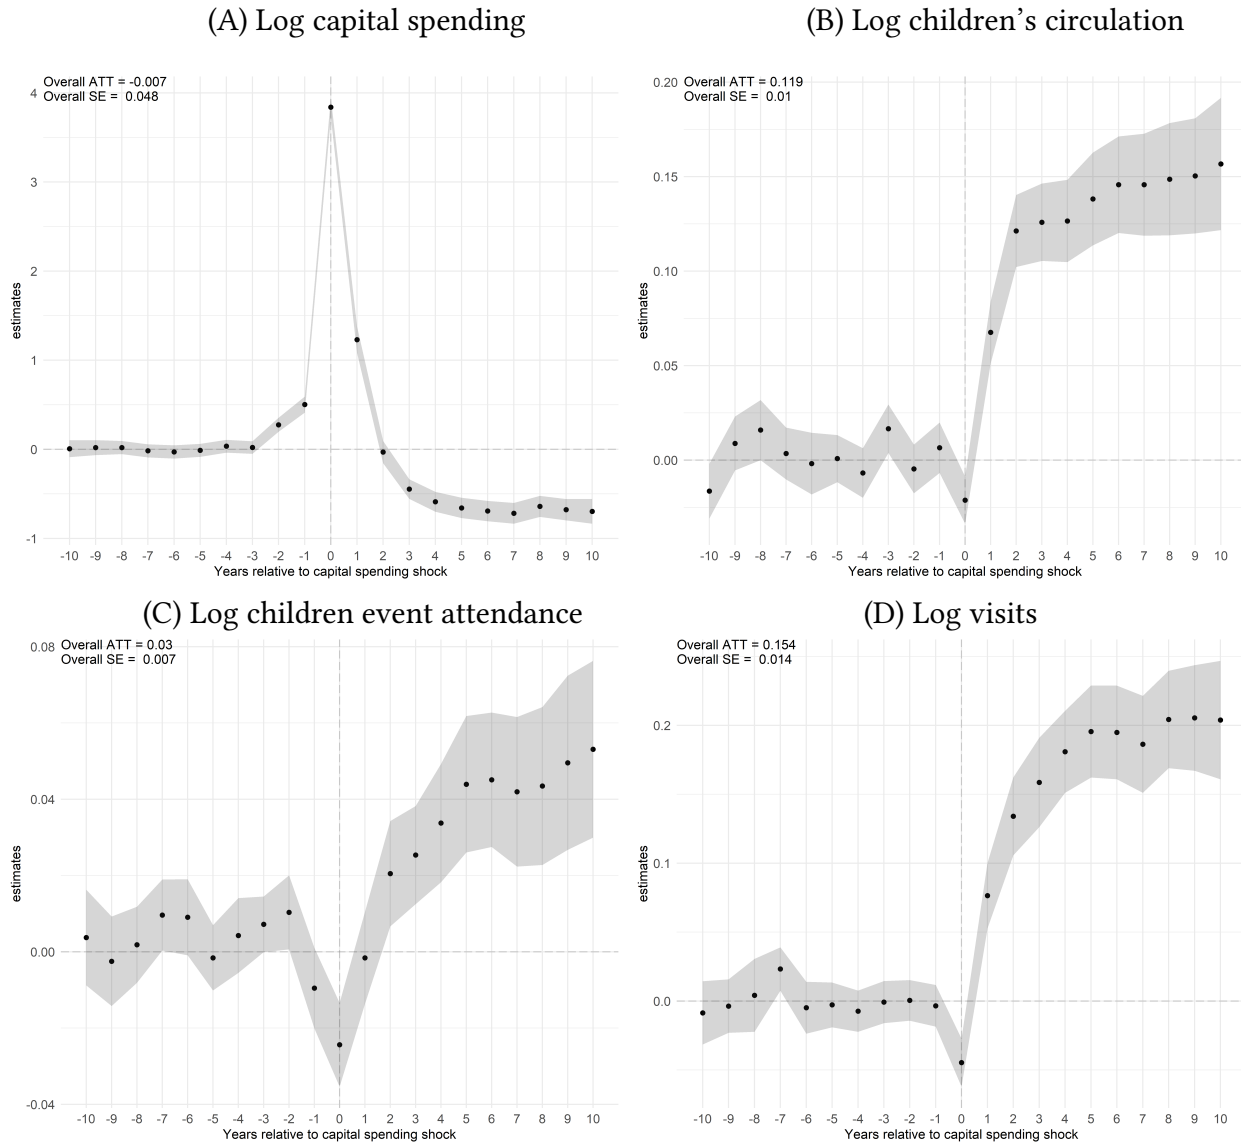 (A) Log capital spending
Overall ATT = -0.007
Overall SE =  0.048
4
3
2
1
0
-1
estimates
-10 -9 -8 -7 -6 -5 -4 -3 -2 -1 0 1 2 3 4 5 6 7 8 9 10
Years relative to capital spending shock
(B) Log children’s circulation
Overall ATT = 0.119
Overall SE =  0.01
0.20
0.15
0.10
0.05
0.00
estimates
-10 -9 -8 -7 -6 -5 -4 -3 -2 -1 0 1 2 3 4 5 6 7 8 9 10
Years relative to capital spending shock
(C) Log children event attendance
Overall ATT = 0.03
Overall SE =  0.007
0.08
0.04
0.00
-0.04
estimates
-10 -9 -8 -7 -6 -5 -4 -3 -2 -1 0 1 2 3 4 5 6 7 8 9 10
Years relative to capital spending shock
(D) Log visits
Overall ATT = 0.154
Overall SE =  0.014
0.2
0.1
0.0
estimates
-10 -9 -8 -7 -6 -5 -4 -3 -2 -1 0 1 2 3 4 5 6 7 8 9 10
Years relative to capital spending shock